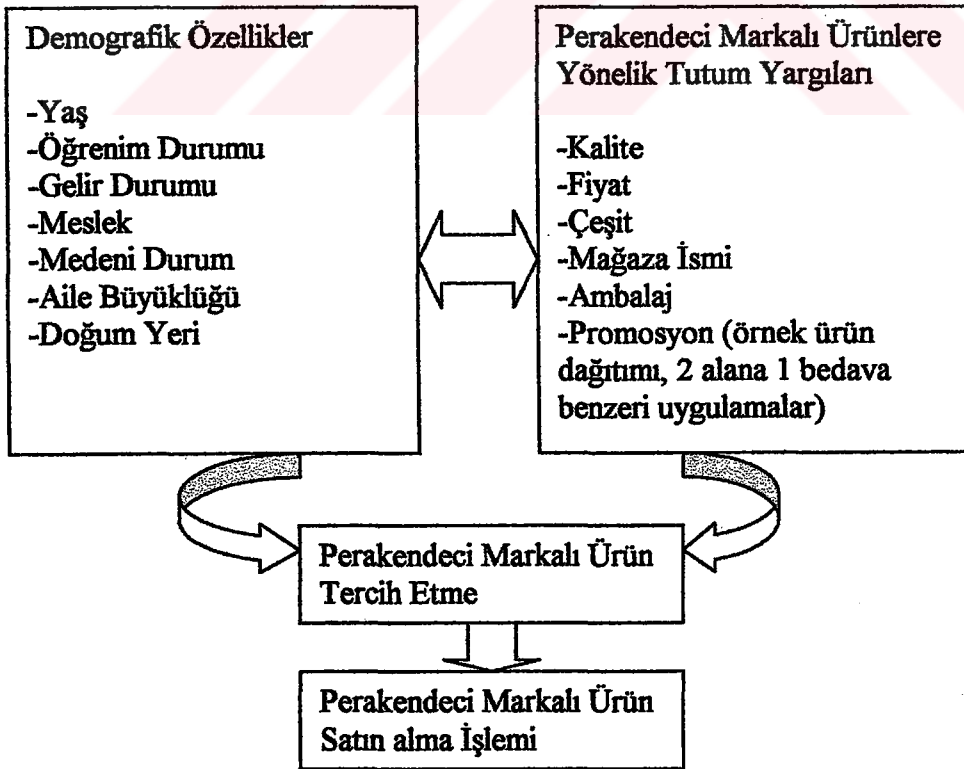 Demografik Özellikler
-Yaş
-Öğrenim Durumu
-Gelir Durumu
-Meslek
-Medeni Durum
-Aile Büyüklüğü
-Doğum Yeri
Perakendeci Markalı Ürünlere
Yönelik Tutum Yargıları
-Kalite
-Fiyat
-Çeşit
-Mağaza İsmi
-Ambalaj
-Promosyon (örnek ürün
dağıtımı, 2 alana 1 bedava
benzeri uygulamalar)
Perakendeci Markalı Ürün
Tercih Etme
Perakendeci Markalı Ürün
Satın alma İşlemi